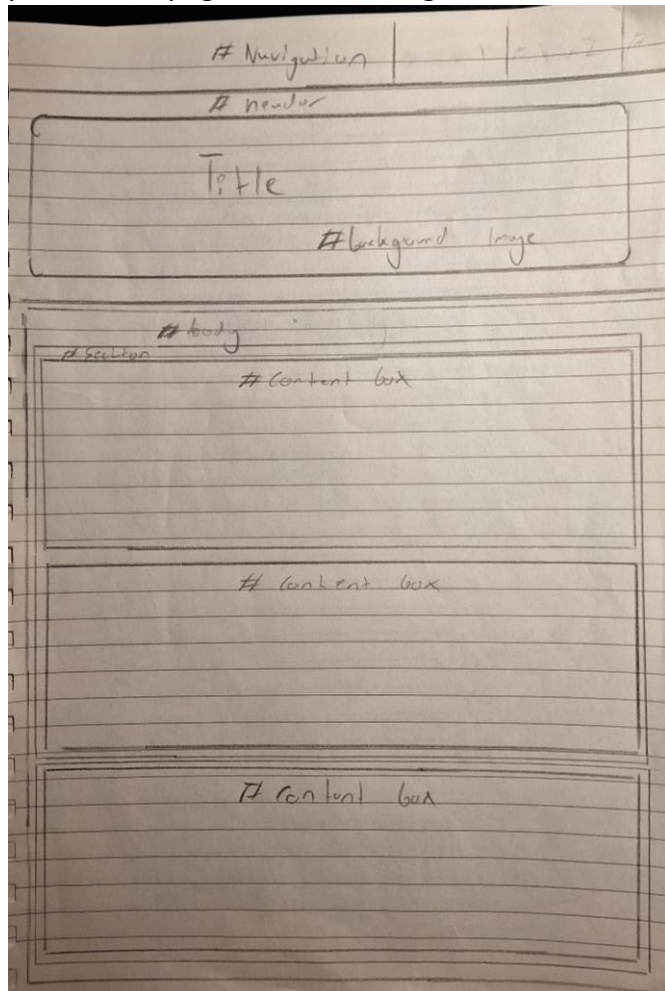 # Navigation
# header
Title
# background image
# body
# Section
# Content box
# Content box
# Content box